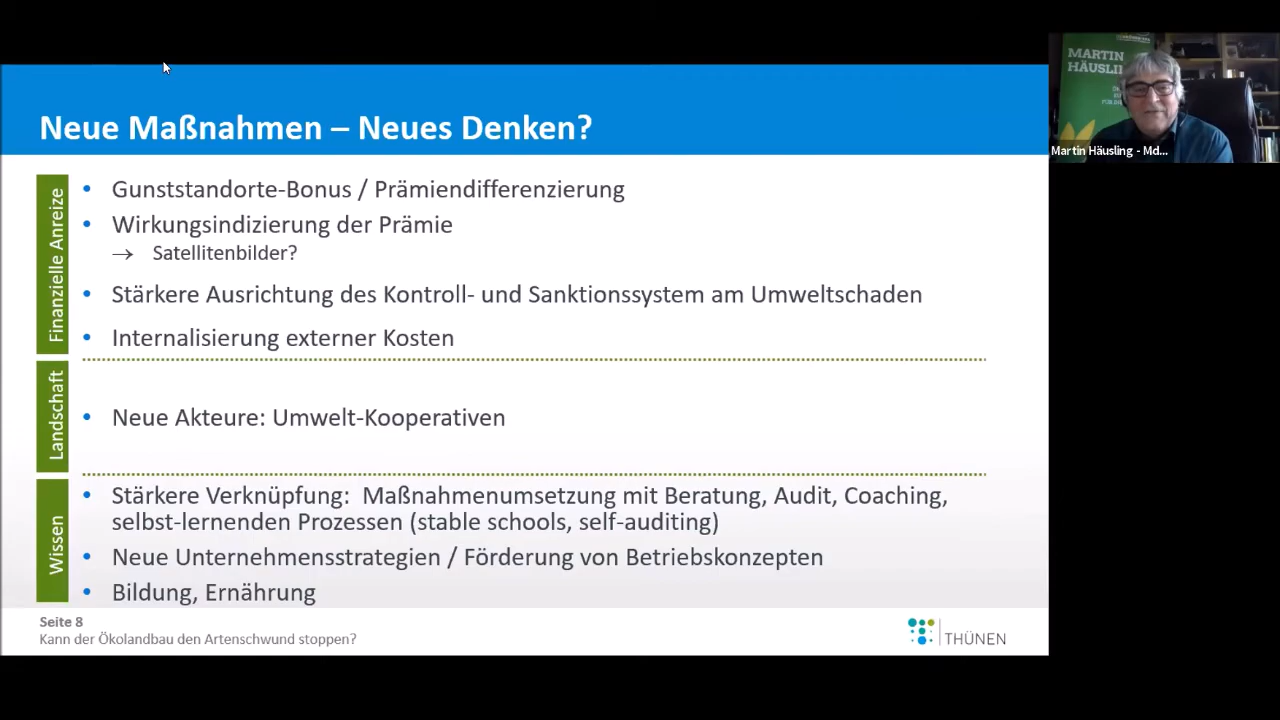 Neue Maßnahmen – Neues Denken?
Finanzielle Anreize
• Gunststandorte-Bonus / Prämiendifferenzierung
• Wirkungsindizierung der Prämie
→ Satellitenbilder?
• Stärkere Ausrichtung des Kontroll- und Sanktionssystem am Umweltschaden
• Internalisierung externer Kosten
Landschaft
• Neue Akteure: Umwelt-Kooperativen
Wissen
• Stärkere Verknüpfung: Maßnahmenumsetzung mit Beratung, Audit, Coaching,
selbst-lernenden Prozessen (stable schools, self-auditing)
• Neue Unternehmensstrategien / Förderung von Betriebskonzepten
• Bildung, Ernährung
Seite 8
Kann der Ökolandbau den Artenschwund stoppen?
THÜNEN
MARTIN
HÄUSLIN
Martin Häusling - Md...